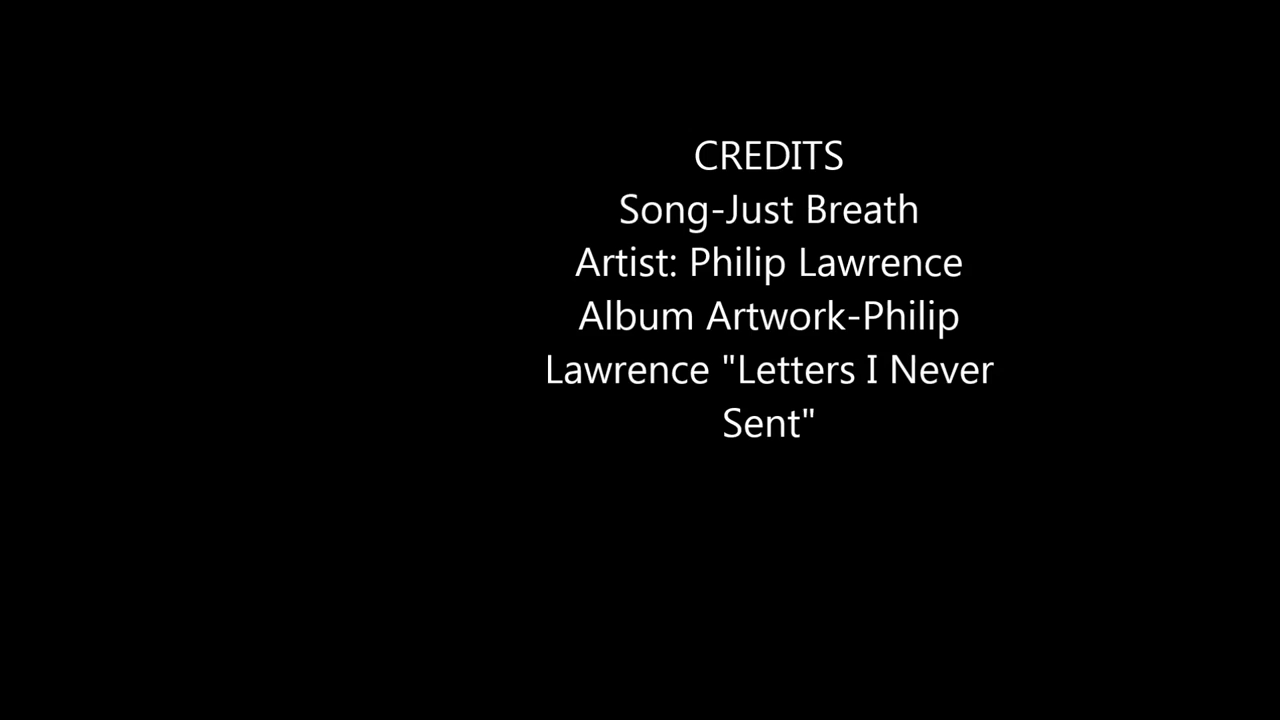 CREDITS
Song-Just Breath
Artist: Philip Lawrence
Album Artwork-Philip
Lawrence "Letters I Never
Sent"